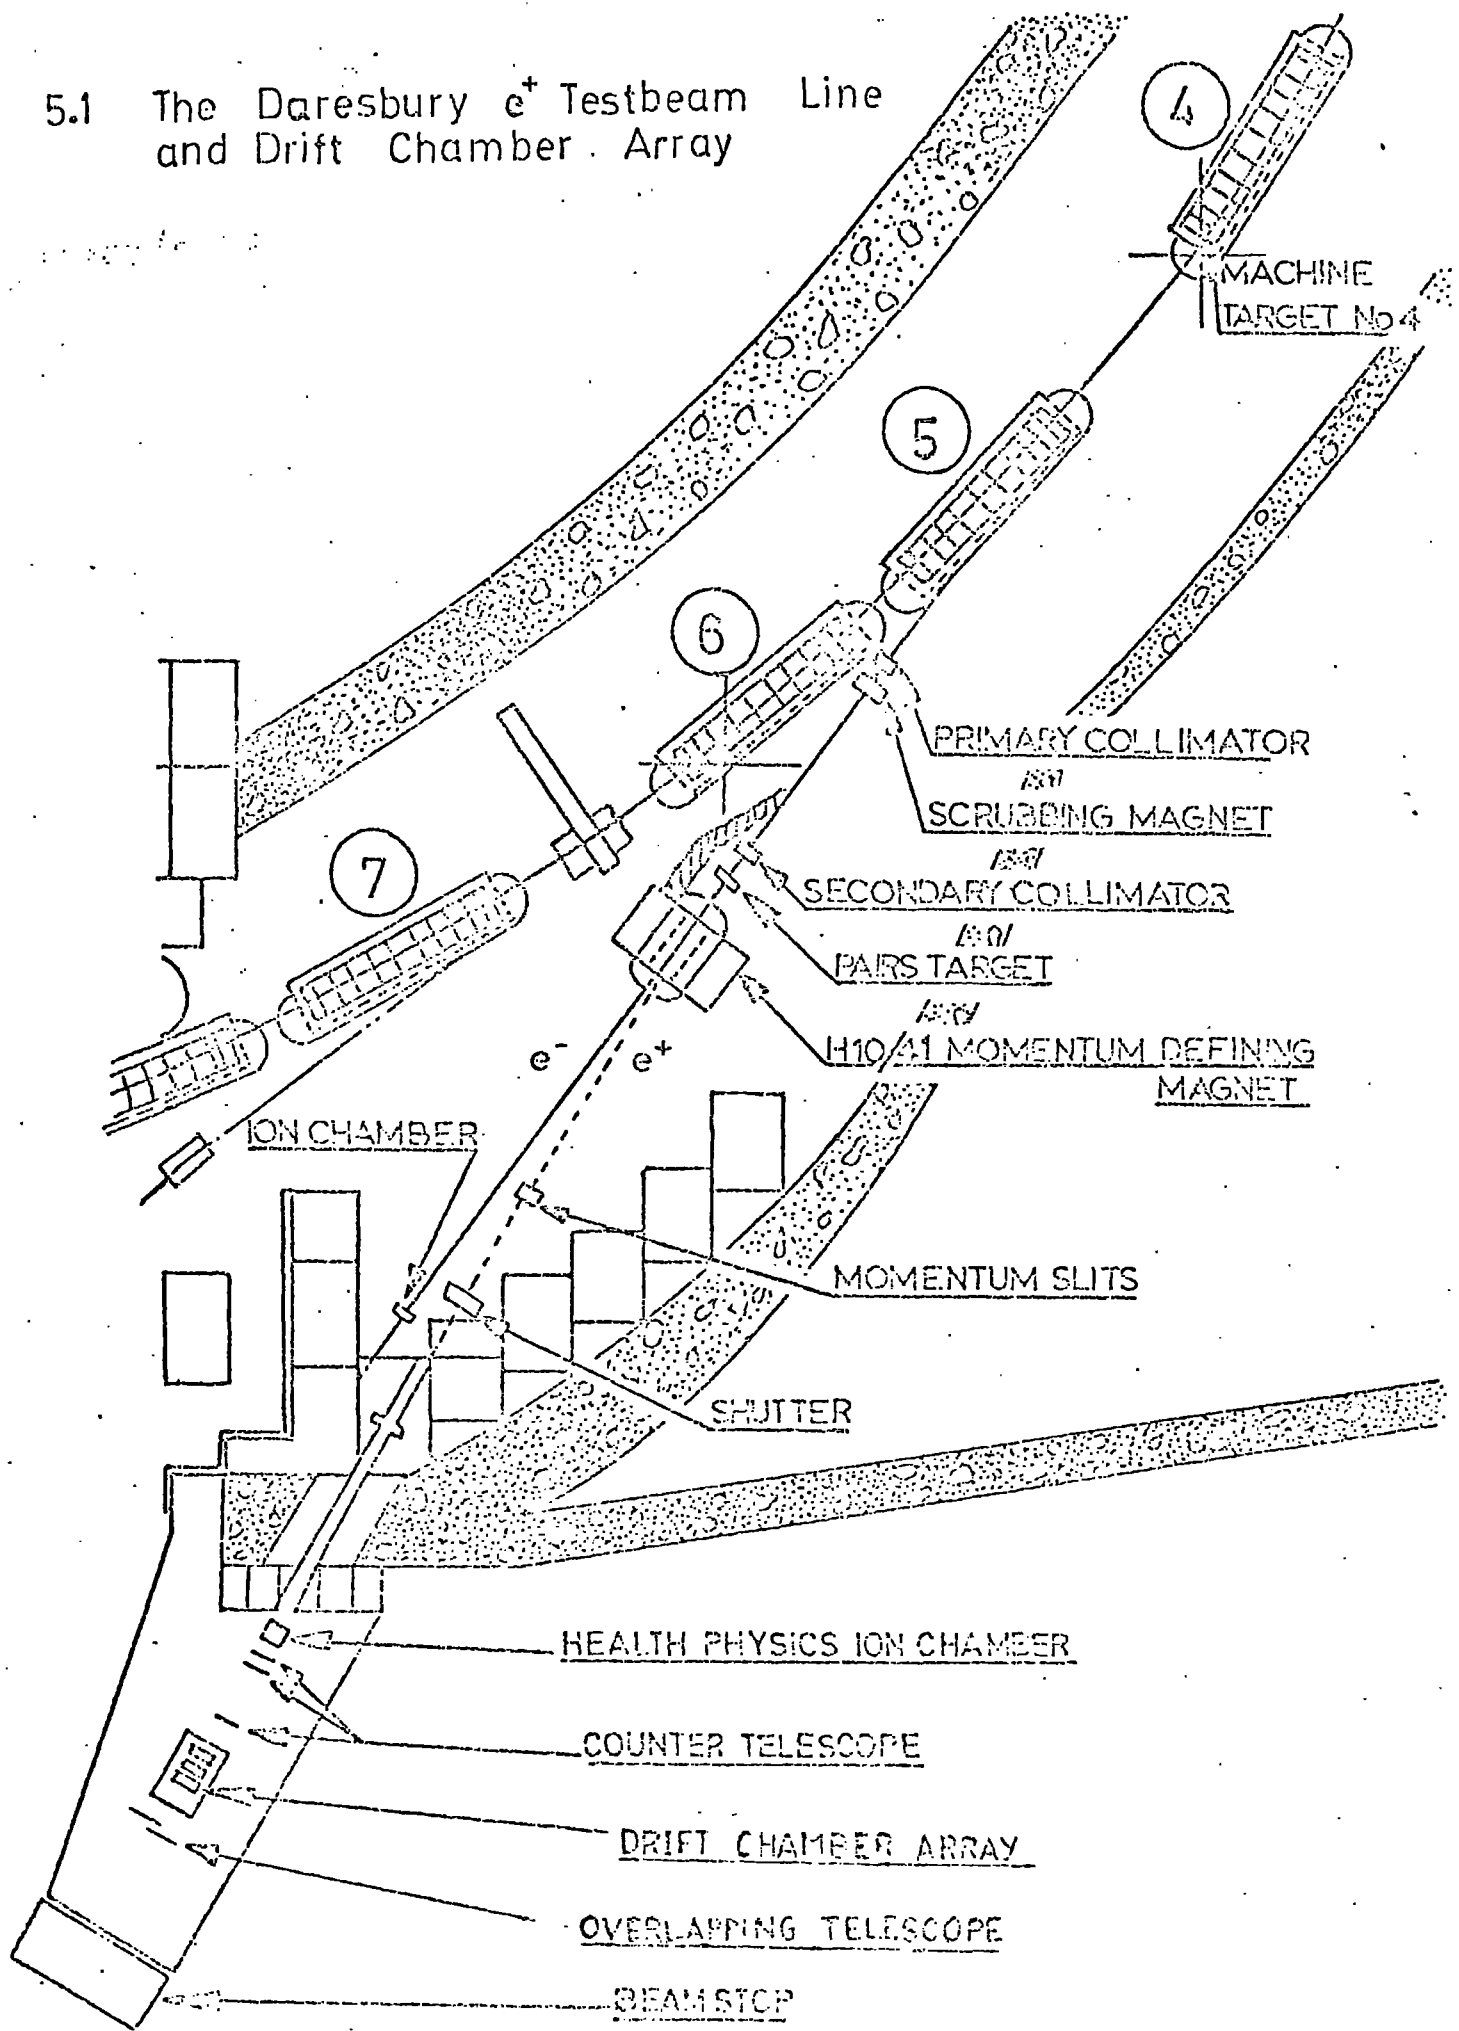 5.1 The Daresbury e⁺ Testbeam Line
and Drift Chamber Array
4
MACHINE
TARGET No 4
5
6
PRIMARY COLLIMATOR
SCRUBBING MAGNET
7
SECONDARY COLLIMATOR
PAIRS TARGET
H10/41 MOMENTUM DEFINING
MAGNET
e⁻ e⁺
ION CHAMBER
MOMENTUM SLITS
SHUTTER
HEALTH PHYSICS ION CHAMBER
COUNTER TELESCOPE
DRIFT CHAMBER ARRAY
OVERLAPPING TELESCOPE
BEAM STOP